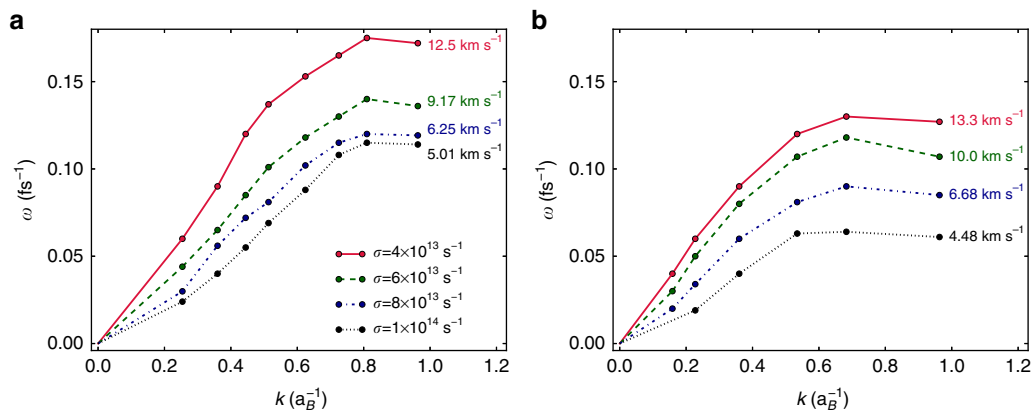 a
0.15
0.10
0.05
0.00
ω (fs⁻¹)
12.5 km s⁻¹
9.17 km s⁻¹
6.25 km s⁻¹
5.01 km s⁻¹
σ=4×10¹³ s⁻¹
σ=6×10¹³ s⁻¹
σ=8×10¹³ s⁻¹
σ=1×10¹⁴ s⁻¹
0.0 0.2 0.4 0.6 0.8 1.0 1.2
k (a_B⁻¹)
b
0.15
0.10
0.05
0.00
ω (fs⁻¹)
13.3 km s⁻¹
10.0 km s⁻¹
6.68 km s⁻¹
4.48 km s⁻¹
0.0 0.2 0.4 0.6 0.8 1.0 1.2
k (a_B⁻¹)